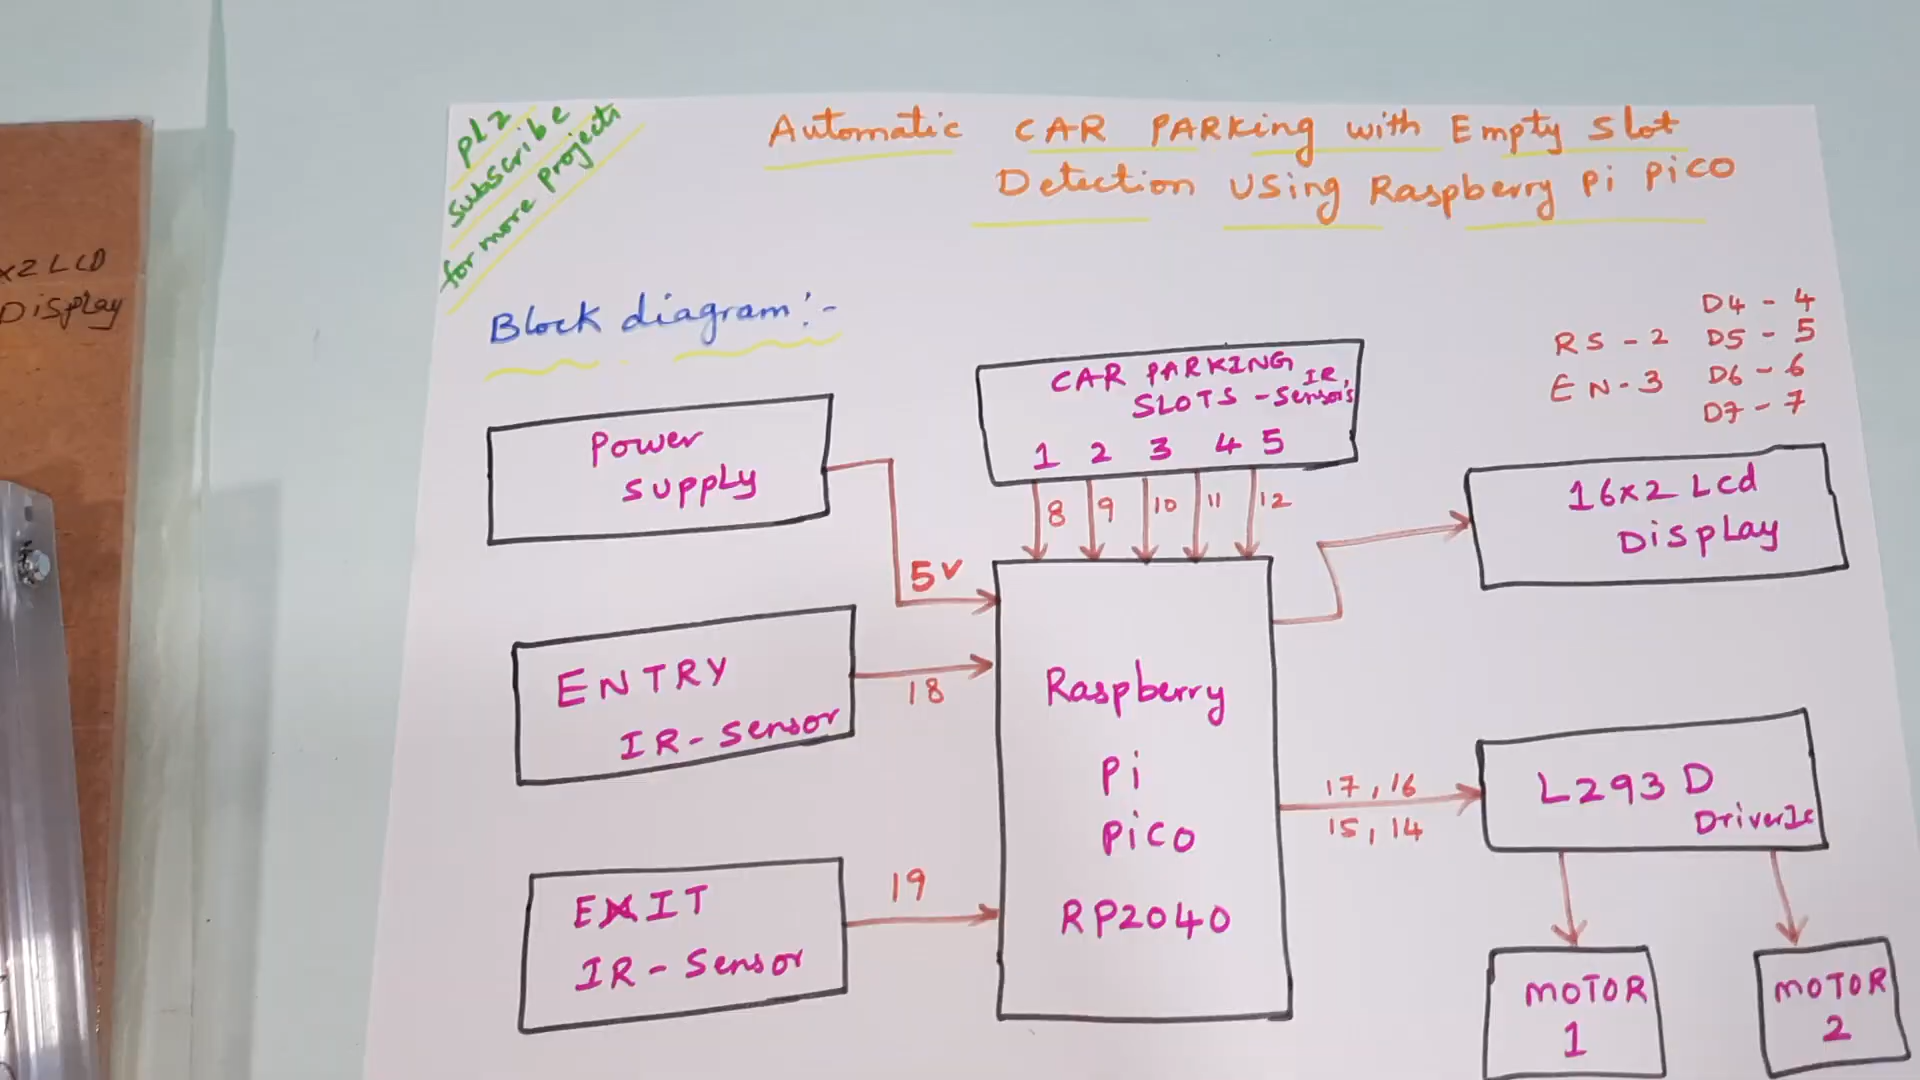 plz
subscribe
for more projects
Automatic CAR PARKing with Empty Slot
Detection Using Raspberry Pi Pico
x2 LCD
Display
Block diagram:-
D4 - 4
RS - 2 D5 - 5
EN - 3 D6 - 6
D7 - 7
CAR PARKING
SLOTS - IR, Sensors
1 2 3 4 5
8 9 10 11 12
Power
supply
5V
16x2 Lcd
Display
ENTRY
IR-Sensor
18
Raspberry
Pi
Pico
RP2040
17, 16
15, 14
L293D
Driver Ic
EXIT
IR-Sensor
19
MOTOR
1
MOTOR
2